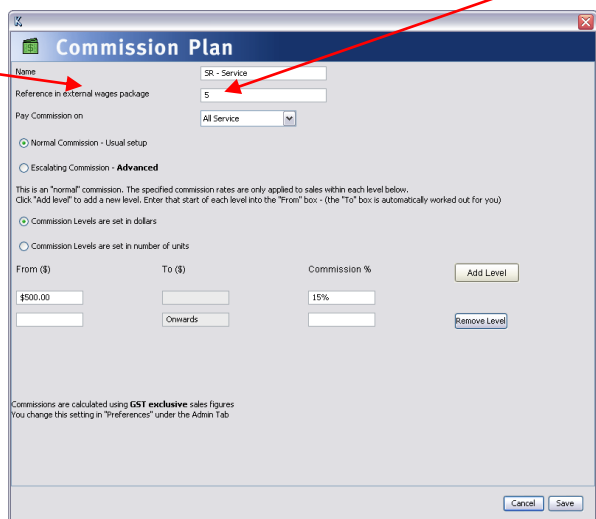 K
Commission Plan
Name SR - Service
Reference in external wages package 5
Pay Commission on All Service
Normal Commission - Usual setup
Escalating Commission - Advanced
This is an "normal" commission. The specified commission rates are only applied to sales within each level below.
Click "Add level" to add a new level. Enter that start of each level into the "From" box - (the "To" box is automatically worked out for you)
Commission Levels are set in dollars
Commission Levels are set in number of units
From ($) To ($) Commission % Add Level
$500.00 15%
Onwards Remove Level
Commissions are calculated using GST exclusive sales figures
You change this setting in "Preferences" under the Admin Tab
Cancel Save